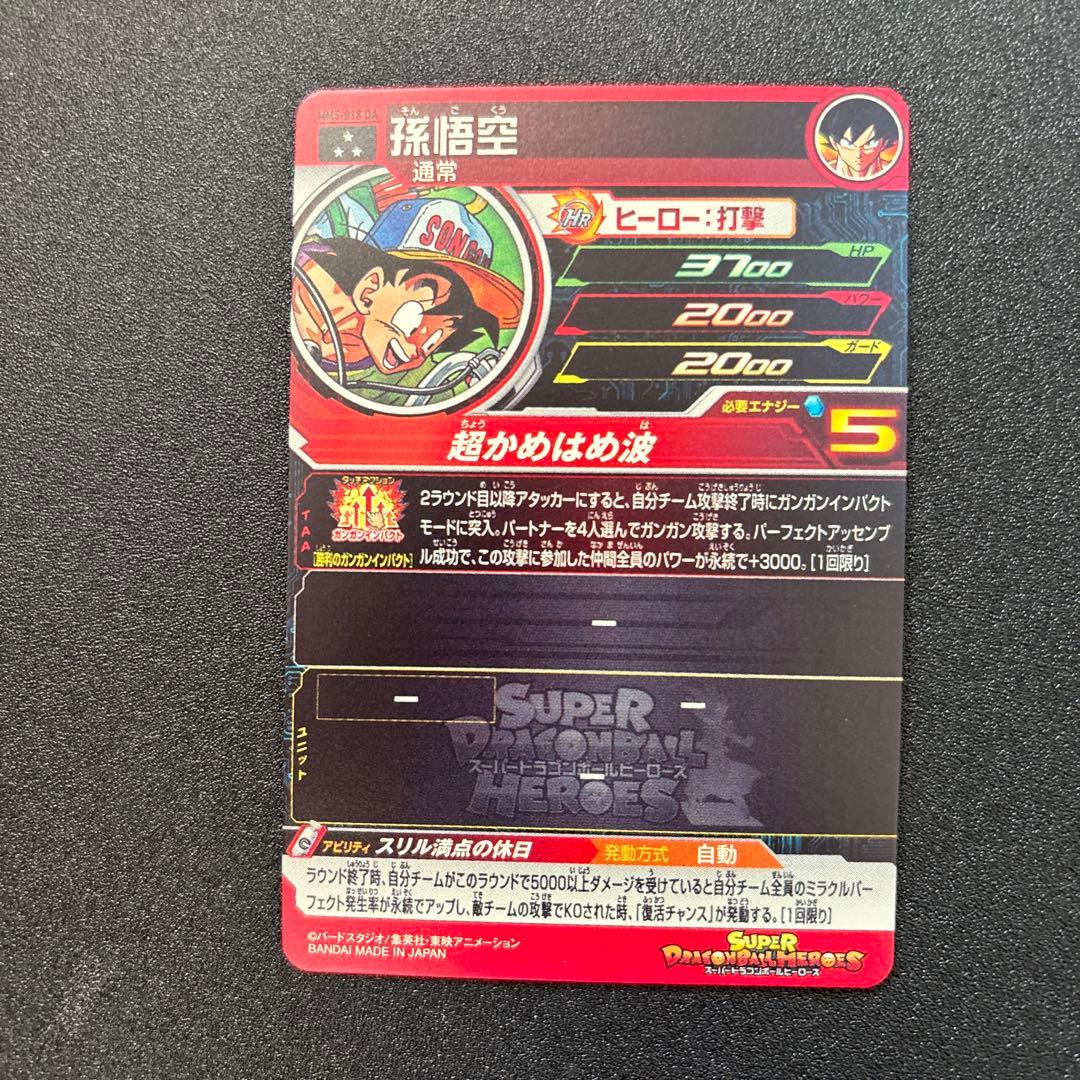 MM5-018 DA
孫悟空
そん ご くう
通常
HR ヒーロー：打撃
HP
3700
パワー
2000
ガード
2000
必要エナジー 5
超かめはめ波
ちょう は
SONGO
TAA
タッチアクション
ガンガンインパクト
[勝利のガンガンインパクト]
2ラウンド目以降アタッカーにすると、自分チーム攻撃終了時にガンガンインパクト
モードに突入。パートナーを4人選んでガンガン攻撃する。パーフェクトアッセンブ
ル成功で、この攻撃に参加した仲間全員のパワーが永続で+3000。[1回限り]
ー
ユニット
ー ー
ー
SUPER
DRAGONBALL
スーパードラゴンボールヒーローズ
HEROES
アビリティ スリル満点の休日 発動方式 自動
ラウンド終了時、自分チームがこのラウンドで5000以上ダメージを受けていると自分チーム全員のミラクルパー
フェクト発生率が永続でアップし、敵チームの攻撃でKOされた時、「復活チャンス」が発動する。[1回限り]
©バードスタジオ/集英社・東映アニメーション
BANDAI MADE IN JAPAN
SUPER
DRAGONBALL HEROES
スーパードラゴンボールヒーローズ